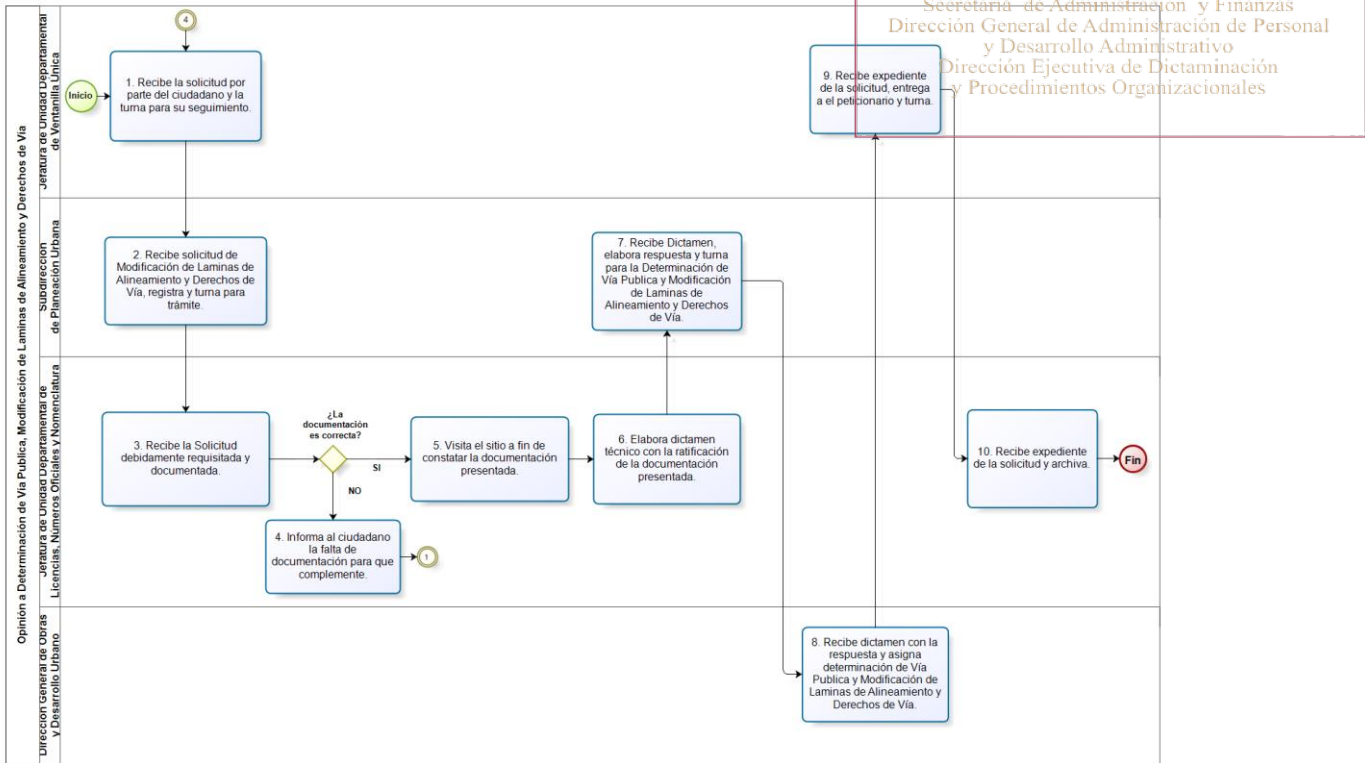 Secretaría de Administración y Finanzas
Dirección General de Administración de Personal
y Desarrollo Administrativo
Dirección Ejecutiva de Dictaminación
y Procedimientos Organizacionales
Opinión a Determinación de Vía Publica, Modificación de Laminas de Alineamiento y Derechos de Vía
Jefatura de Unidad Departamental
de Ventanilla Única
4
Inicio
1. Recibe la solicitud por
parte del ciudadano y la
turna para su seguimiento.
9. Recibe expediente
de la solicitud, entrega
a el peticionario y turna.
Subdirección
de Planeación Urbana
2. Recibe solicitud de
Modificación de Laminas de
Alineamiento y Derechos de
Vía, registra y turna para
trámite.
7. Recibe Dictamen,
elabora respuesta y turna
para la Determinación de
Vía Publica y Modificación
de Laminas de
Alineamiento y Derechos
de Vía.
Jefatura de Unidad Departamental de
Licencias, Números Oficiales y Nomenclatura
3. Recibe la Solicitud
debidamente requisitada y
documentada.
¿La
documentación
es correcta?
SI
NO
4. Informa al ciudadano
la falta de
documentación para que
complemente.
1
5. Visita el sitio a fin de
constatar la documentación
presentada.
6. Elabora dictamen
técnico con la ratificación
de la documentación
presentada.
10. Recibe expediente
de la solicitud y archiva.
Fin
Dirección General de Obras
y Desarrollo Urbano
8. Recibe dictamen con la
respuesta y asigna
determinación de Vía
Publica y Modificación de
Laminas de Alineamiento y
Derechos de Vía.